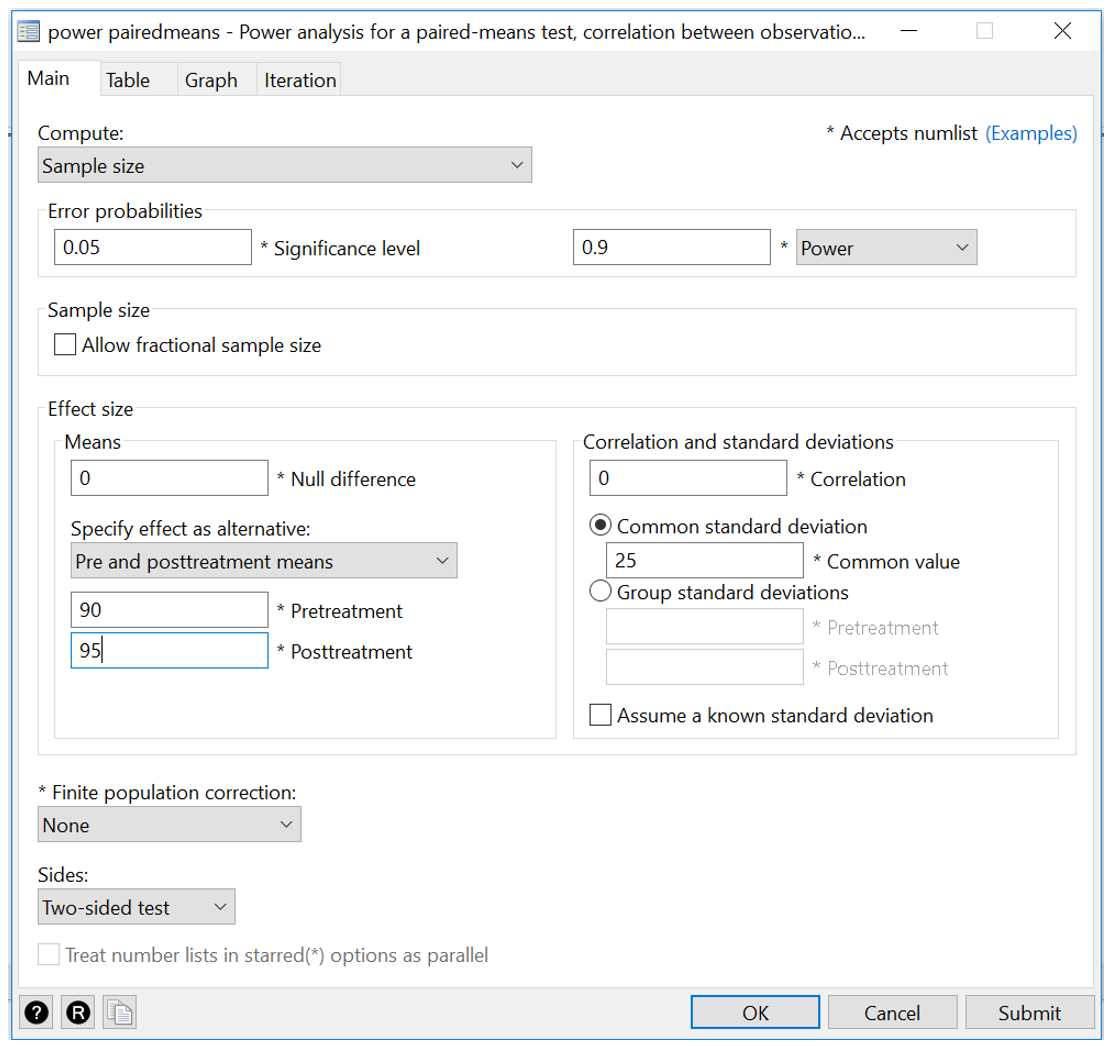 power pairedmeans - Power analysis for a paired-means test, correlation between observatio...
Main Table Graph Iteration
Compute:
* Accepts numlist (Examples)
Sample size
Error probabilities
0.05 * Significance level 0.9 * Power
Sample size
Allow fractional sample size
Effect size
Means
0 * Null difference
Specify effect as alternative:
Pre and posttreatment means
90 * Pretreatment
95 * Posttreatment
Correlation and standard deviations
0 * Correlation
Common standard deviation
25 * Common value
Group standard deviations
* Pretreatment
* Posttreatment
Assume a known standard deviation
* Finite population correction:
None
Sides:
Two-sided test
Treat number lists in starred(*) options as parallel
? R OK Cancel Submit